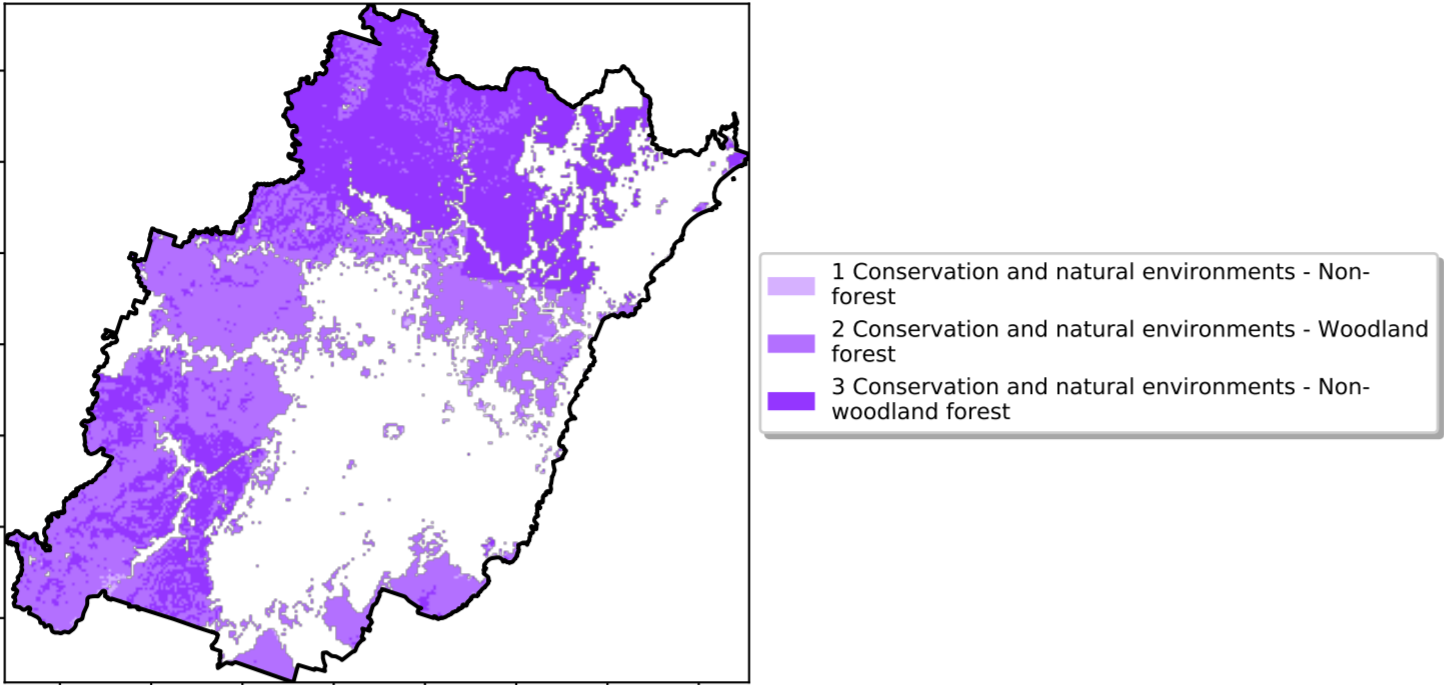 1 Conservation and natural environments - Non-
forest
2 Conservation and natural environments - Woodland
forest
3 Conservation and natural environments - Non-
woodland forest